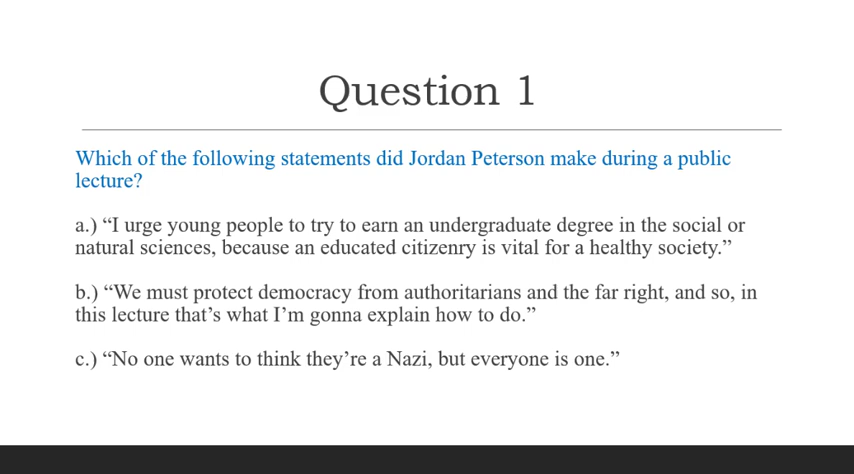 Question 1
Which of the following statements did Jordan Peterson make during a public
lecture?
a.) “I urge young people to try to earn an undergraduate degree in the social or
natural sciences, because an educated citizenry is vital for a healthy society.”
b.) “We must protect democracy from authoritarians and the far right, and so, in
this lecture that’s what I’m gonna explain how to do.”
c.) “No one wants to think they’re a Nazi, but everyone is one.”